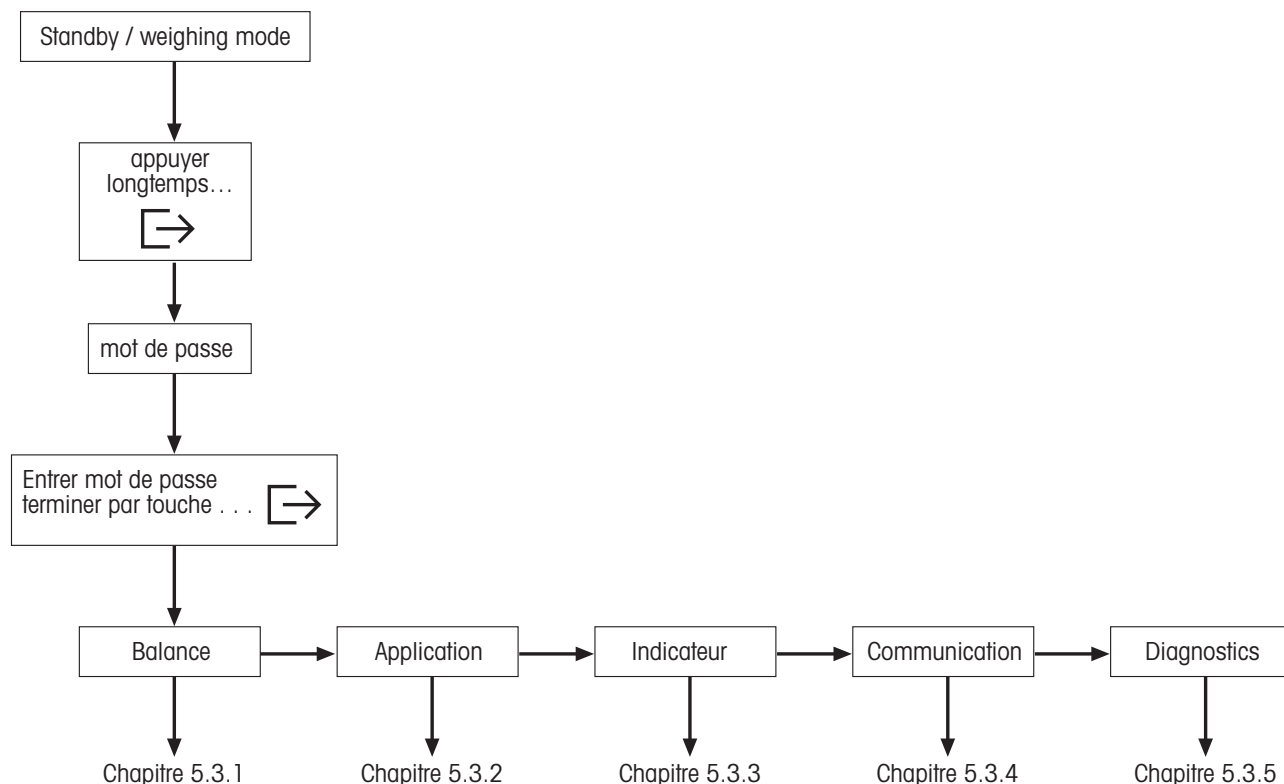 Standby / weighing mode
appuyer
longtemps...
mot de passe
Entrer mot de passe
terminer par touche . . .
Balance
Application
Indicateur
Communication
Diagnostics
Chapitre 5.3.1
Chapitre 5.3.2
Chapitre 5.3.3
Chapitre 5.3.4
Chapitre 5.3.5